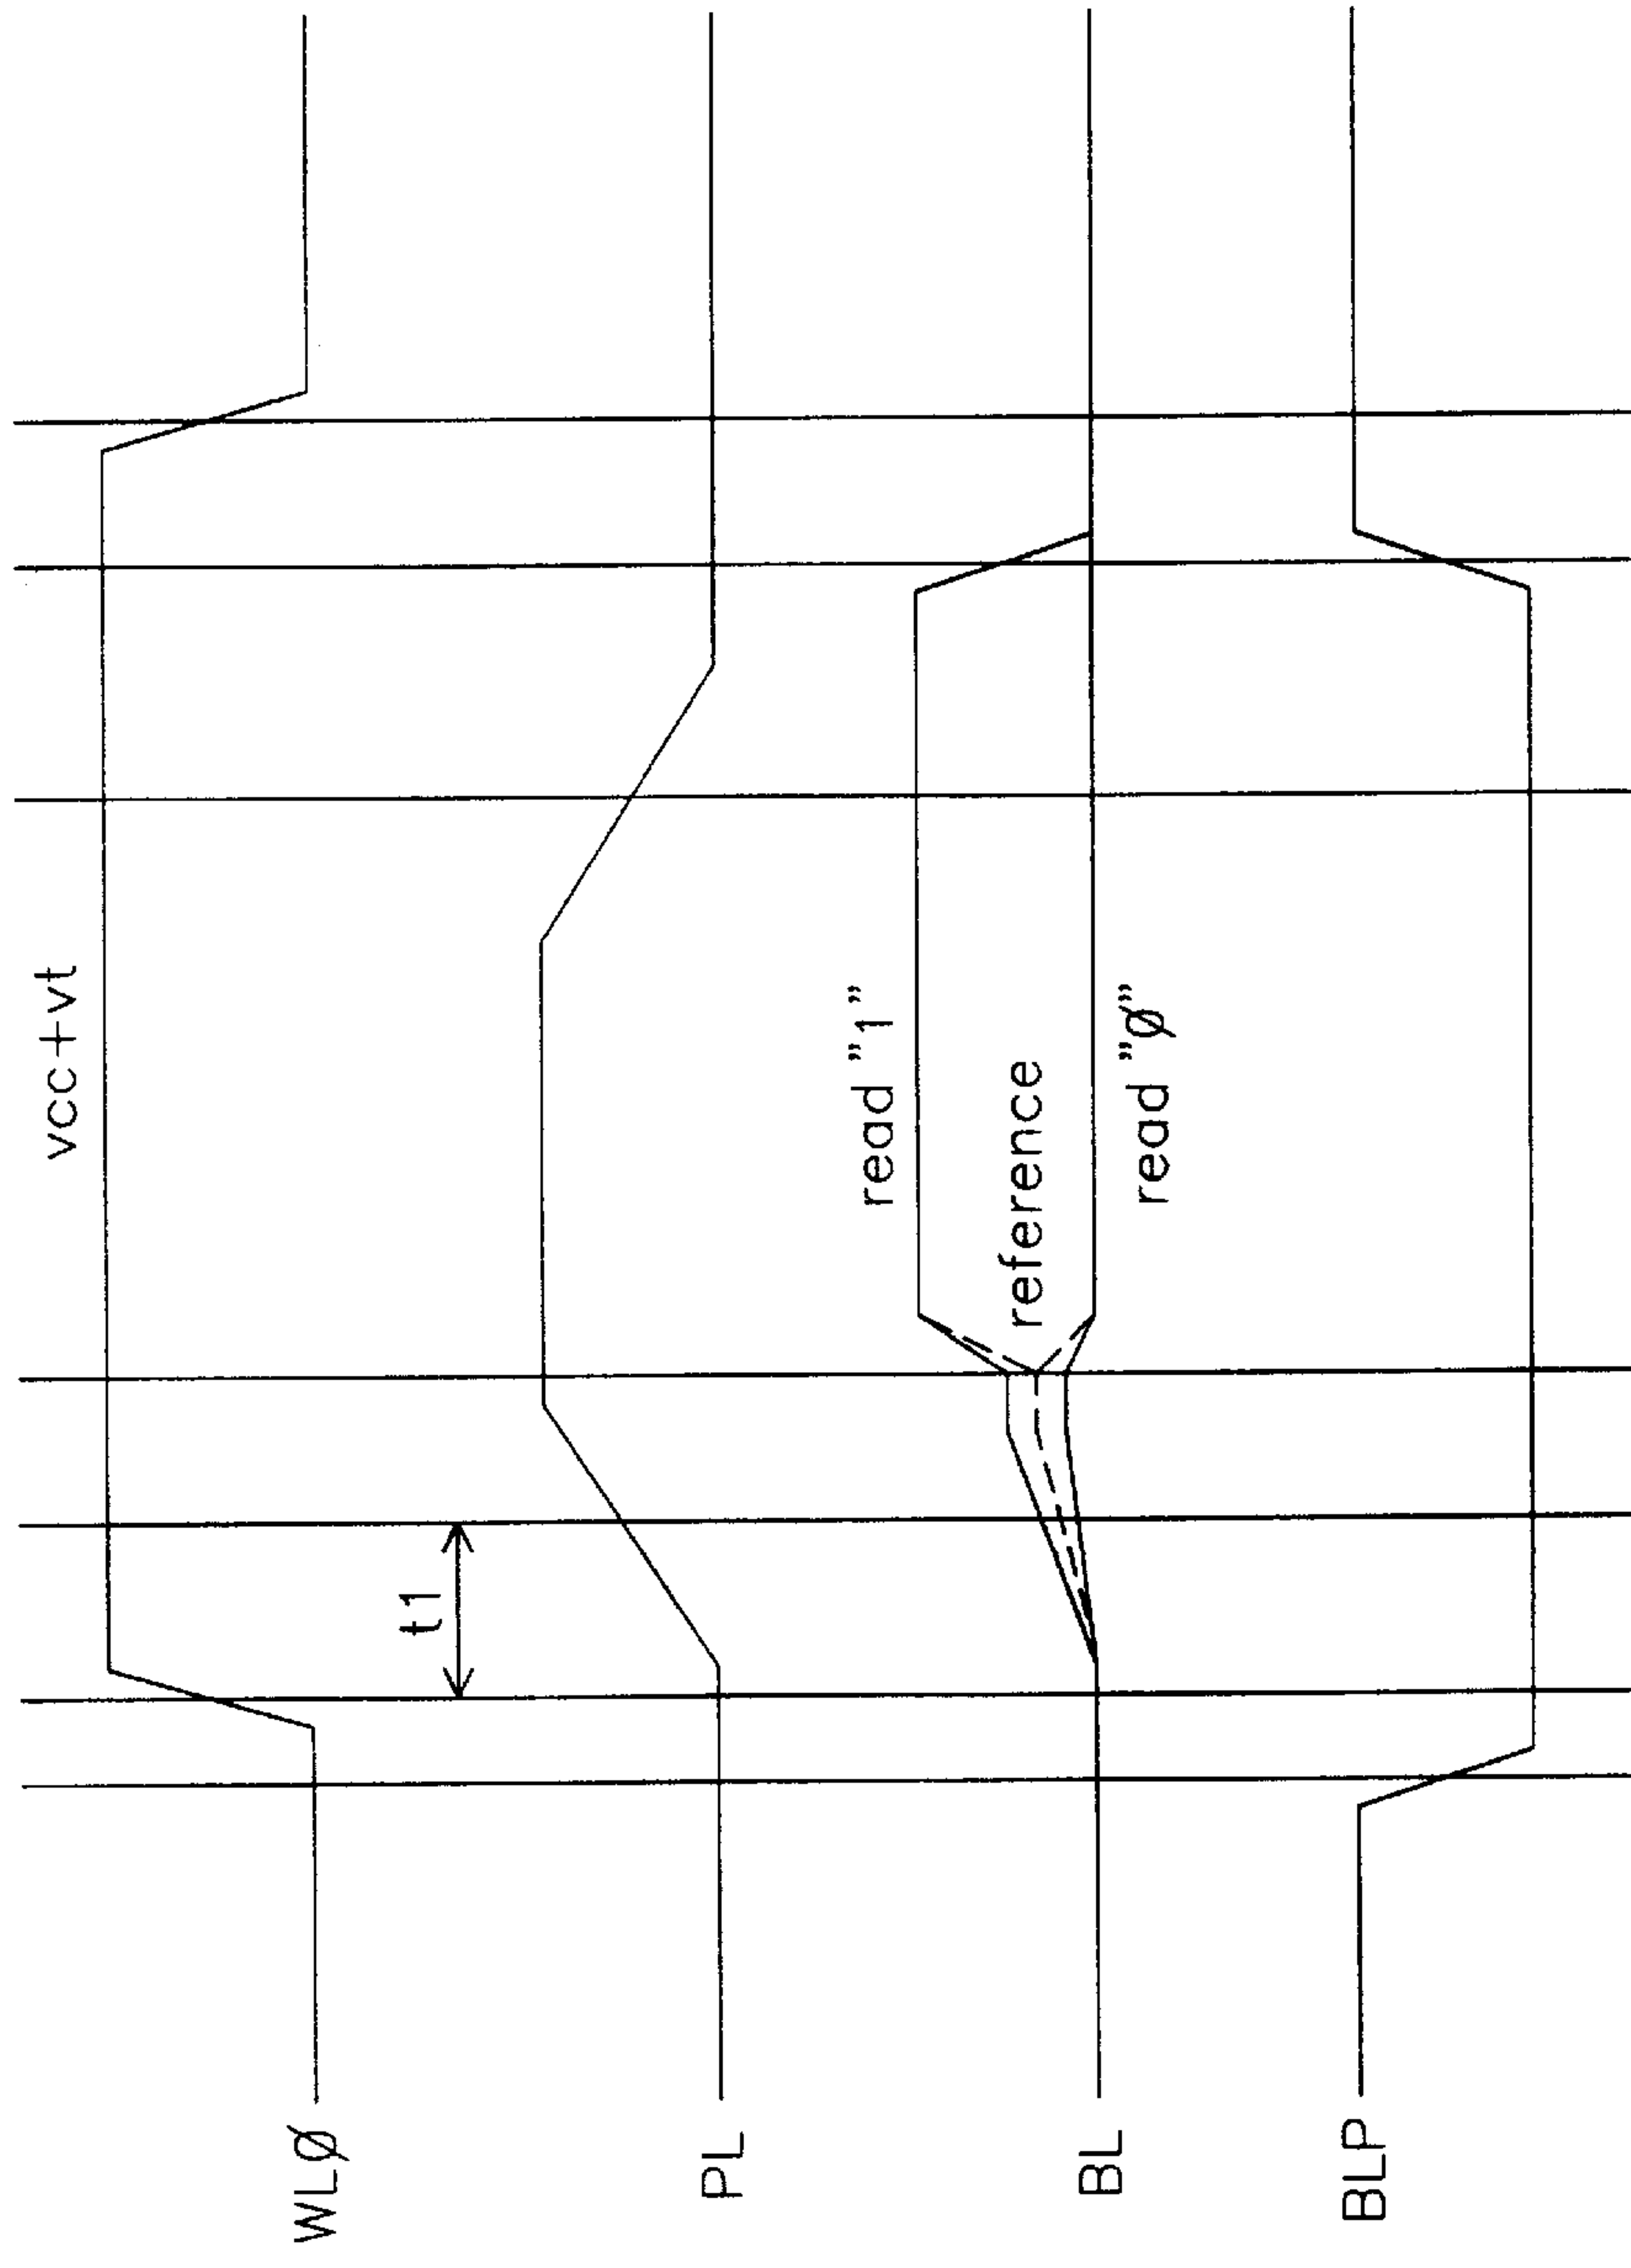 vcc+vt
WLØ
t1
PL
read "1"
reference
BL
read "Ø"
BLP